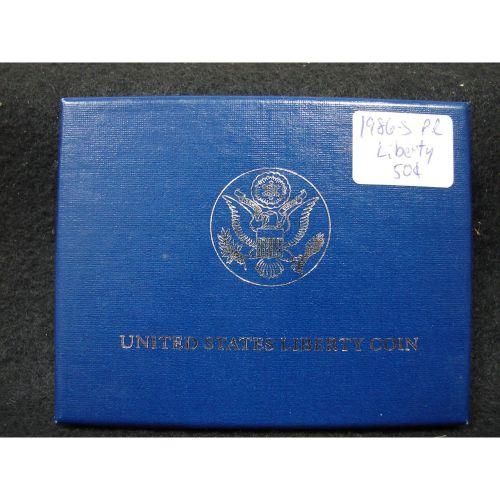 1986-S PR
Liberty
50¢
UNITED STATES LIBERTY COIN